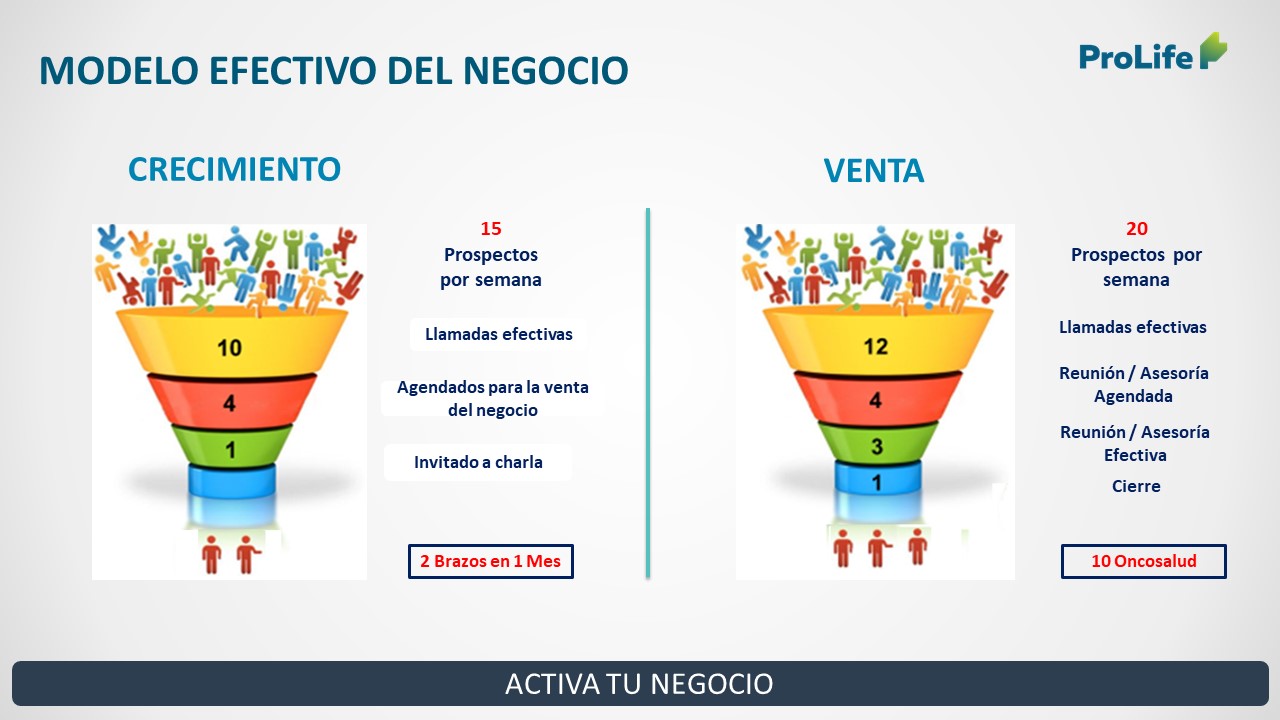 MODELO EFECTIVO DEL NEGOCIO
ProLife
CRECIMIENTO
15
Prospectos
por semana
10
Llamadas efectivas
4
Agendados para la venta
del negocio
1
Invitado a charla
2 Brazos en 1 Mes
VENTA
20
Prospectos por
semana
12
Llamadas efectivas
4
Reunión / Asesoría
Agendada
3
Reunión / Asesoría
Efectiva
1
Cierre
10 Oncosalud
ACTIVA TU NEGOCIO